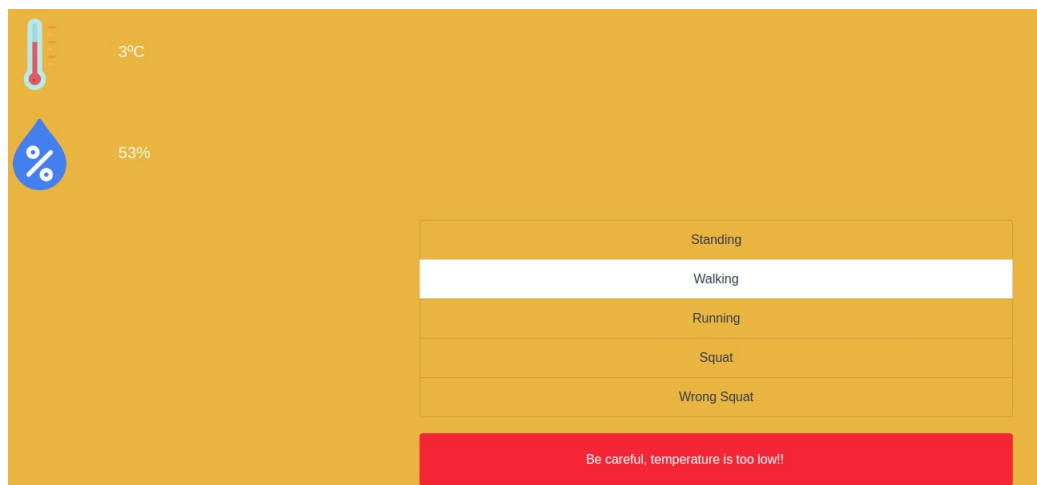 3ºC
53%
Standing
Walking
Running
Squat
Wrong Squat
Be careful, temperature is too low!!